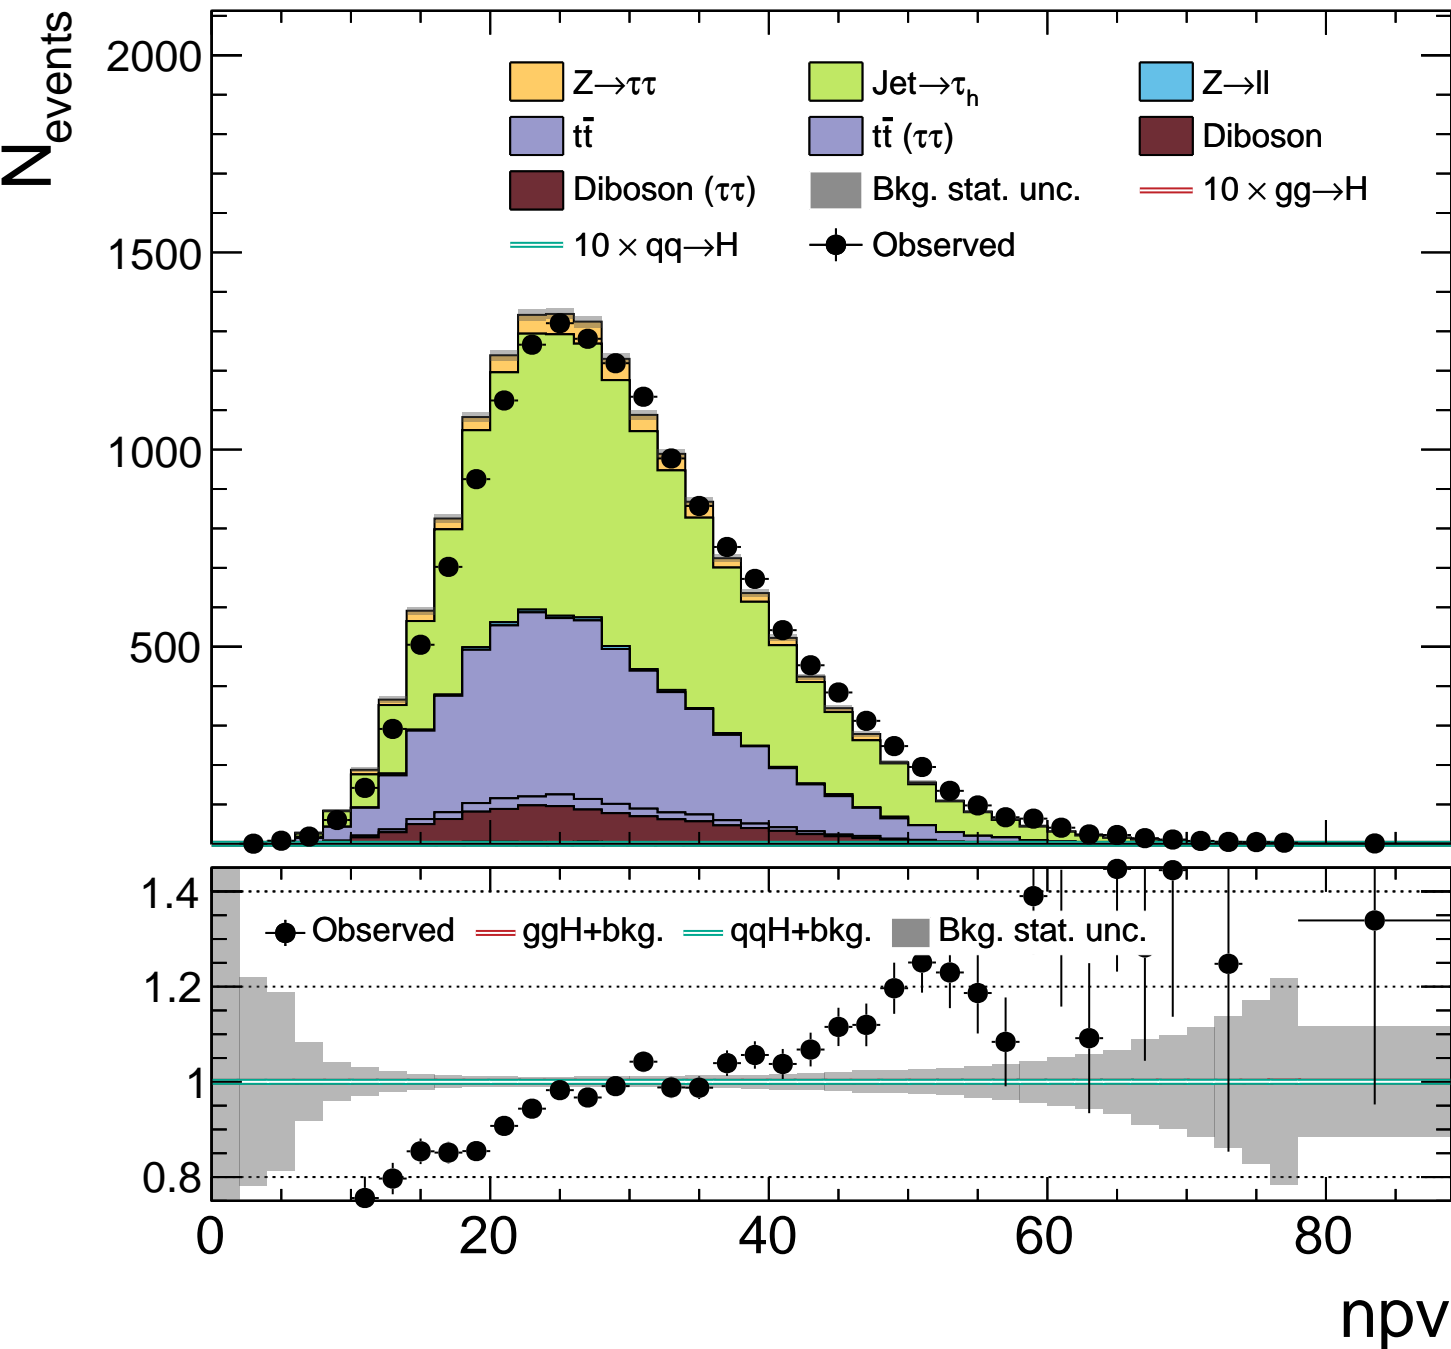 N_events
2000
1500
1000
500
Z→ττ Jet→τ_h Z→ll
tt̄ tt̄ (ττ) Diboson
Diboson (ττ) Bkg. stat. unc. 10 × gg→H
10 × qq→H Observed
1.4
1.2
1
0.8
Observed ggH+bkg. qqH+bkg. Bkg. stat. unc.
0 20 40 60 80
npv